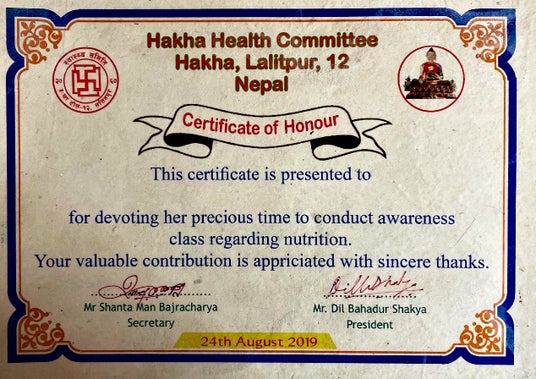 Hakha Health Committee
Hakha, Lalitpur, 12
Nepal
Certificate of Honour
This certificate is presented to
for devoting her precious time to conduct awareness
class regarding nutrition.
Your valuable contribution is appriciated with sincere thanks.
Mr Shanta Man Bajracharya
Secretary
Mr. Dil Bahadur Shakya
President
24th August 2019